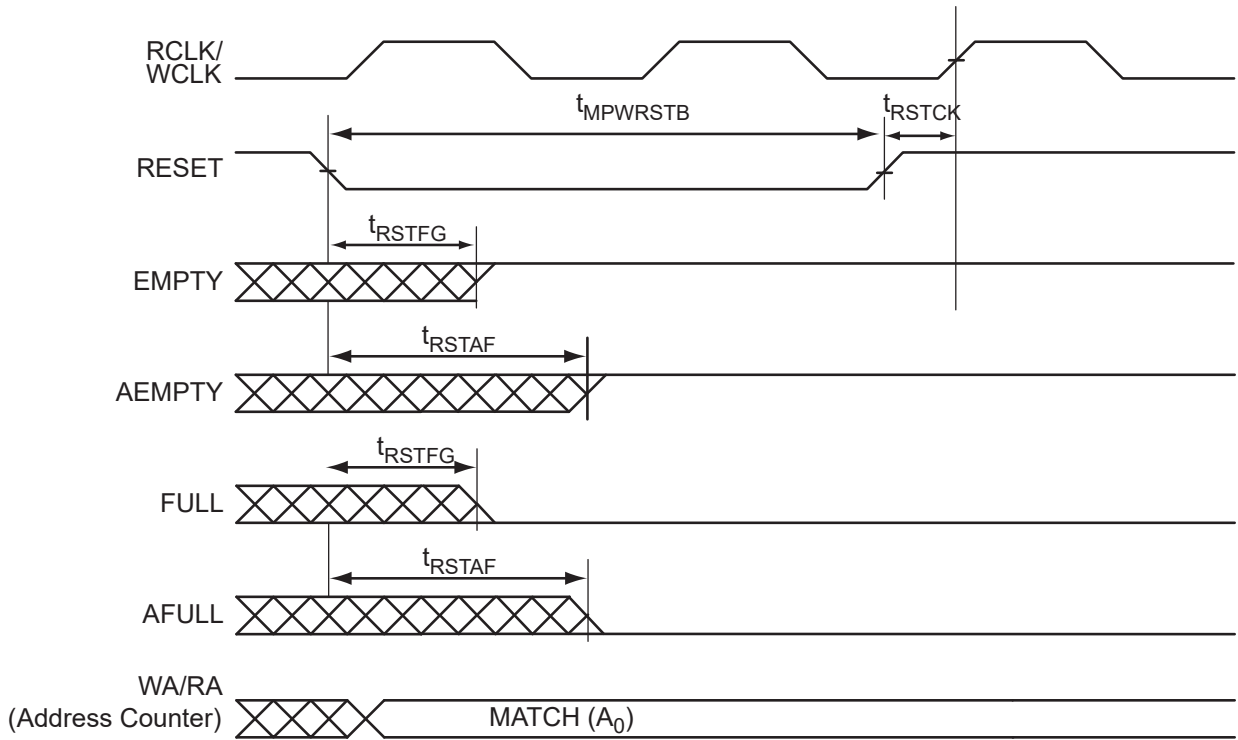 RCLK/
WCLK
tMPWRSTB
tRSTCK
RESET
tRSTFG
EMPTY
tRSTAF
AEMPTY
tRSTFG
FULL
tRSTAF
AFULL
WA/RA
(Address Counter)
MATCH (A0)